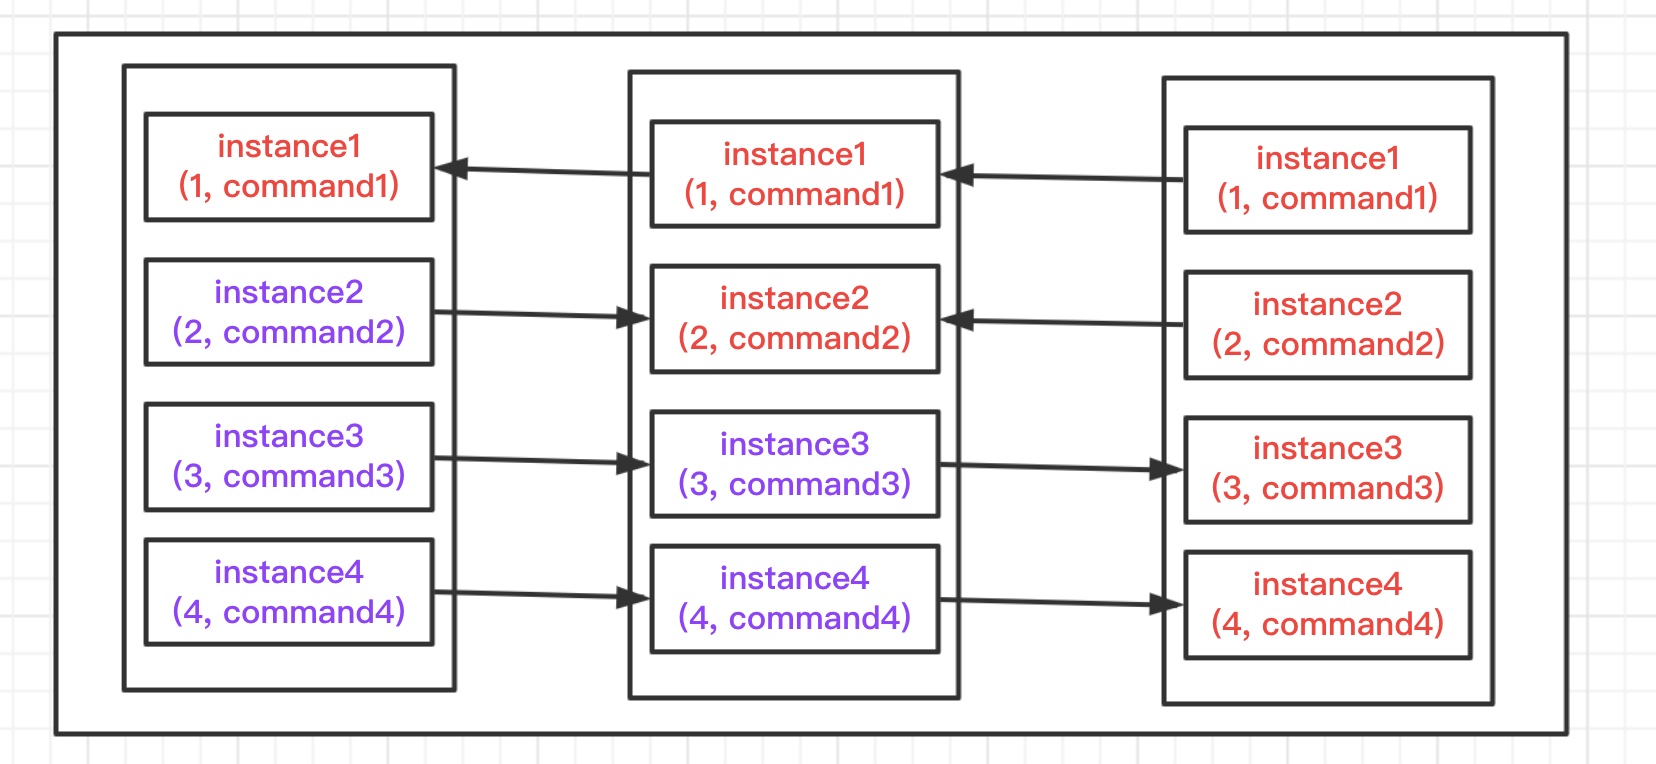 instance1
(1, command1)
instance2
(2, command2)
instance3
(3, command3)
instance4
(4, command4)
instance1
(1, command1)
instance2
(2, command2)
instance3
(3, command3)
instance4
(4, command4)
instance1
(1, command1)
instance2
(2, command2)
instance3
(3, command3)
instance4
(4, command4)